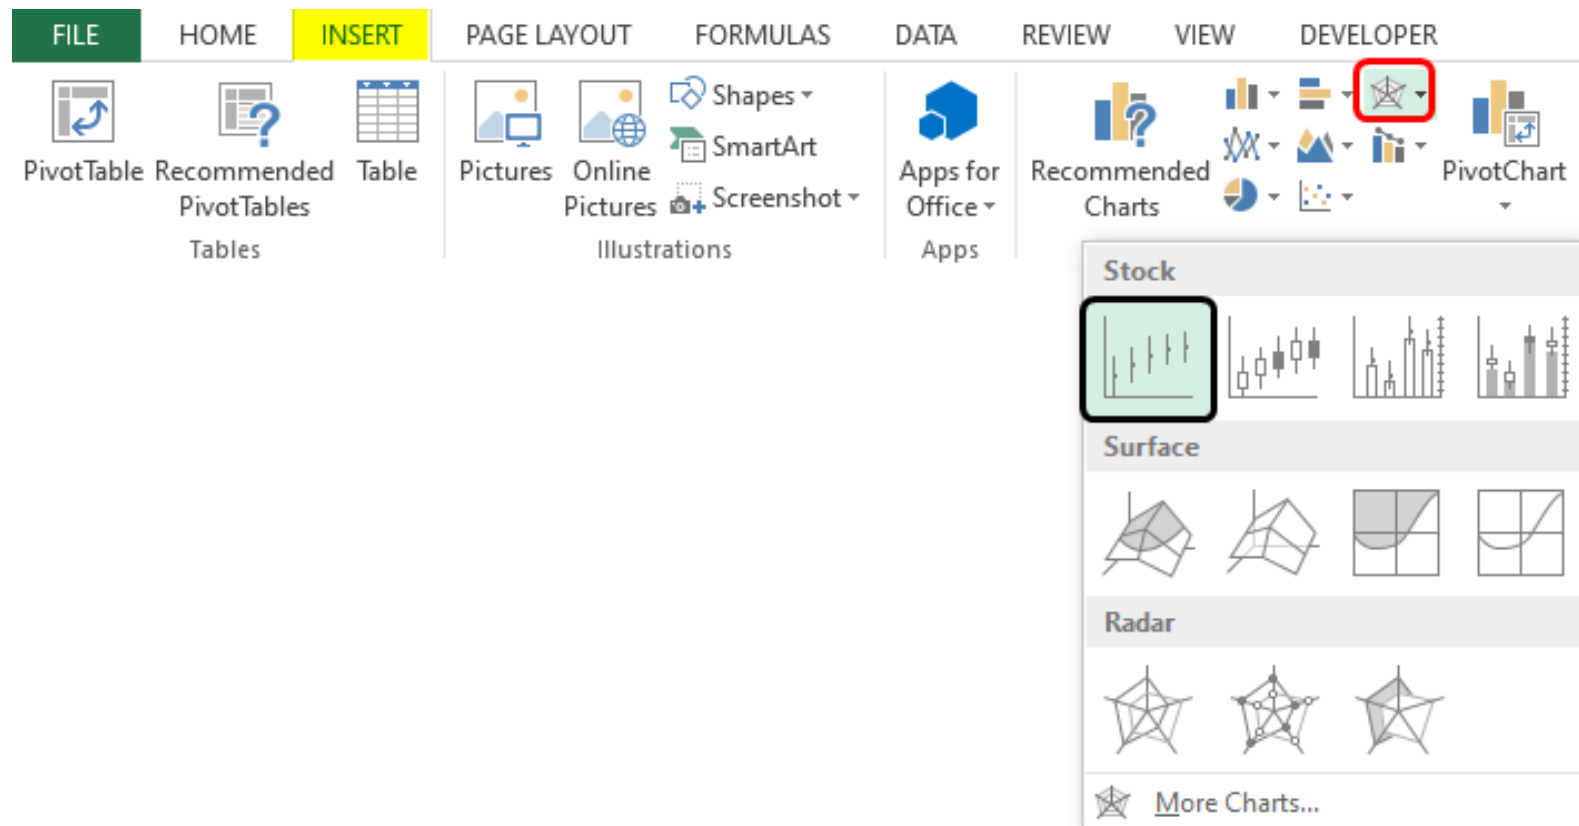 FILE HOME INSERT PAGE LAYOUT FORMULAS DATA REVIEW VIEW DEVELOPER
PivotTable
Recommended
PivotTables
Table
Tables
Pictures
Online
Pictures
Shapes
SmartArt
Screenshot
Illustrations
Apps for
Office
Apps
Recommended
Charts
PivotChart
Stock
Surface
Radar
More Charts...